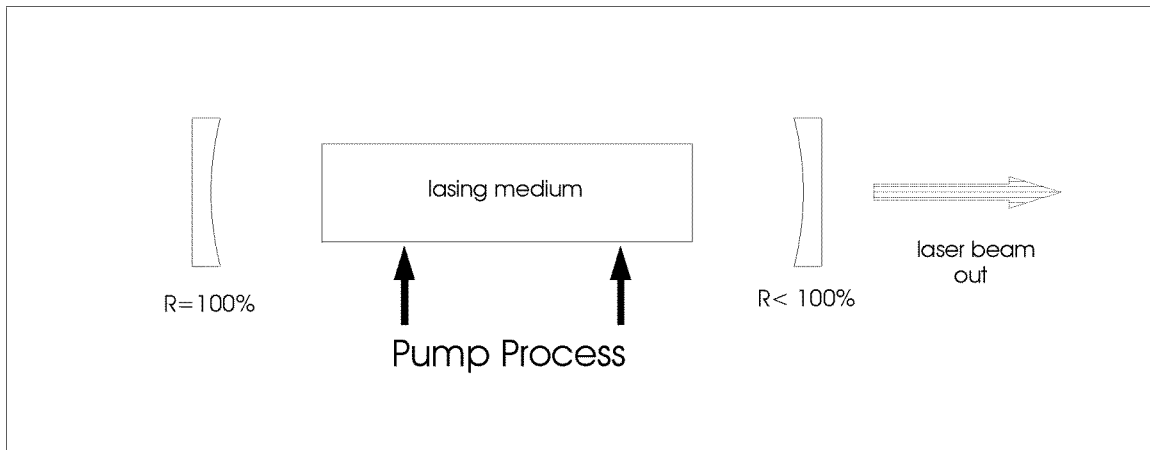 lasing medium
R=100%
Pump Process
R< 100%
laser beam
out